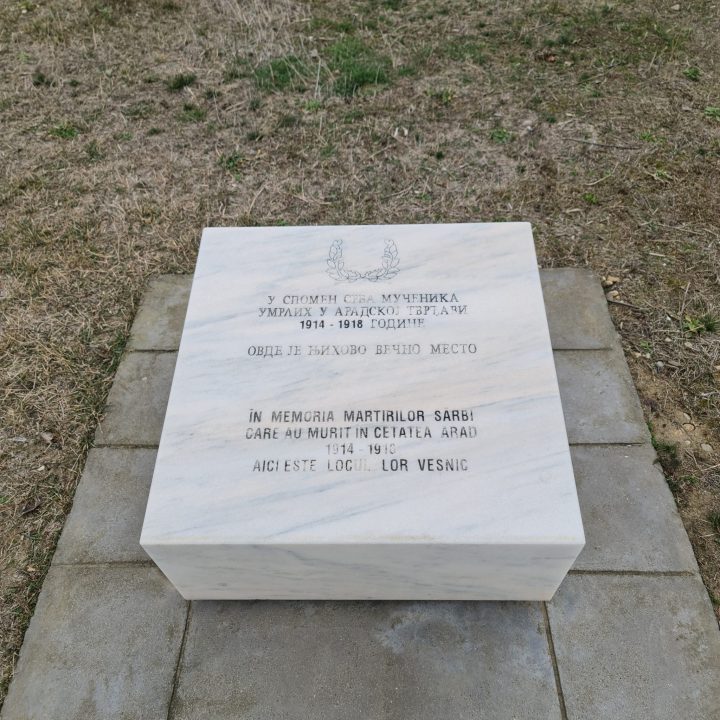 У СПОМЕН СРБА МУЧЕНИКА
УМРЛИХ У АРАДСКОЈ ТВРЂАВИ
1914 - 1918 ГОДИНЕ
ОВДЕ ЈЕ ЊИХОВО ВЕЧНО МЕСТО
ÎN MEMORIA MARTIRILOR SARBI
CARE AU MURIT IN CETATEA ARAD
1914 - 1918
AICI ESTE LOCUL LOR VESNIC